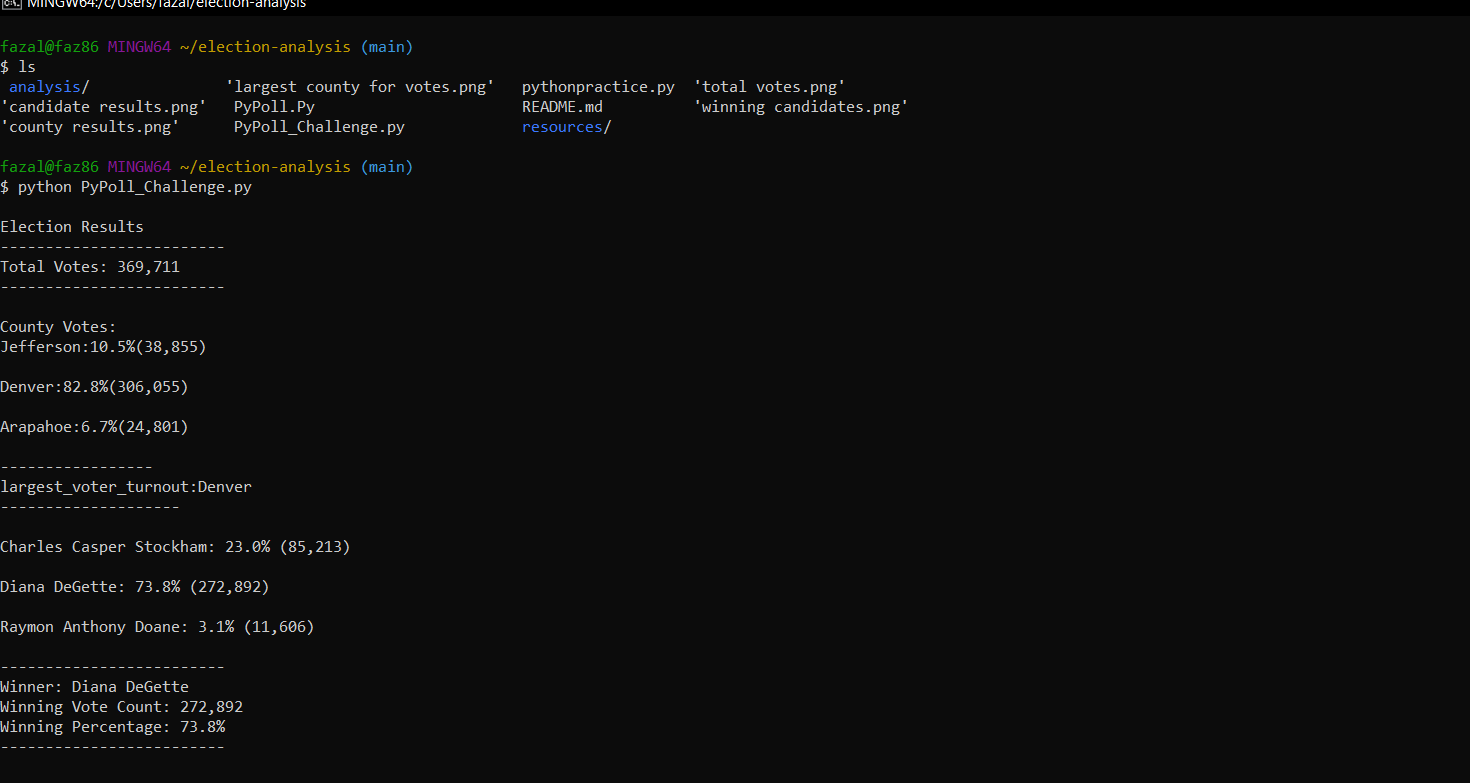 MINGW64:/c/Users/fazal/election-analysis
fazal@faz86 MINGW64 ~/election-analysis (main)
$ ls
analysis/ 'largest county for votes.png' pythonpractice.py 'total votes.png'
'candidate results.png' PyPoll.Py README.md 'winning candidates.png'
'county results.png' PyPoll_Challenge.py resources/
fazal@faz86 MINGW64 ~/election-analysis (main)
$ python PyPoll_Challenge.py
Election Results
-------------------------
Total Votes: 369,711
-------------------------
County Votes:
Jefferson:10.5%(38,855)
Denver:82.8%(306,055)
Arapahoe:6.7%(24,801)
-----------------
largest_voter_turnout:Denver
--------------------
Charles Casper Stockham: 23.0% (85,213)
Diana DeGette: 73.8% (272,892)
Raymon Anthony Doane: 3.1% (11,606)
-------------------------
Winner: Diana DeGette
Winning Vote Count: 272,892
Winning Percentage: 73.8%
-------------------------